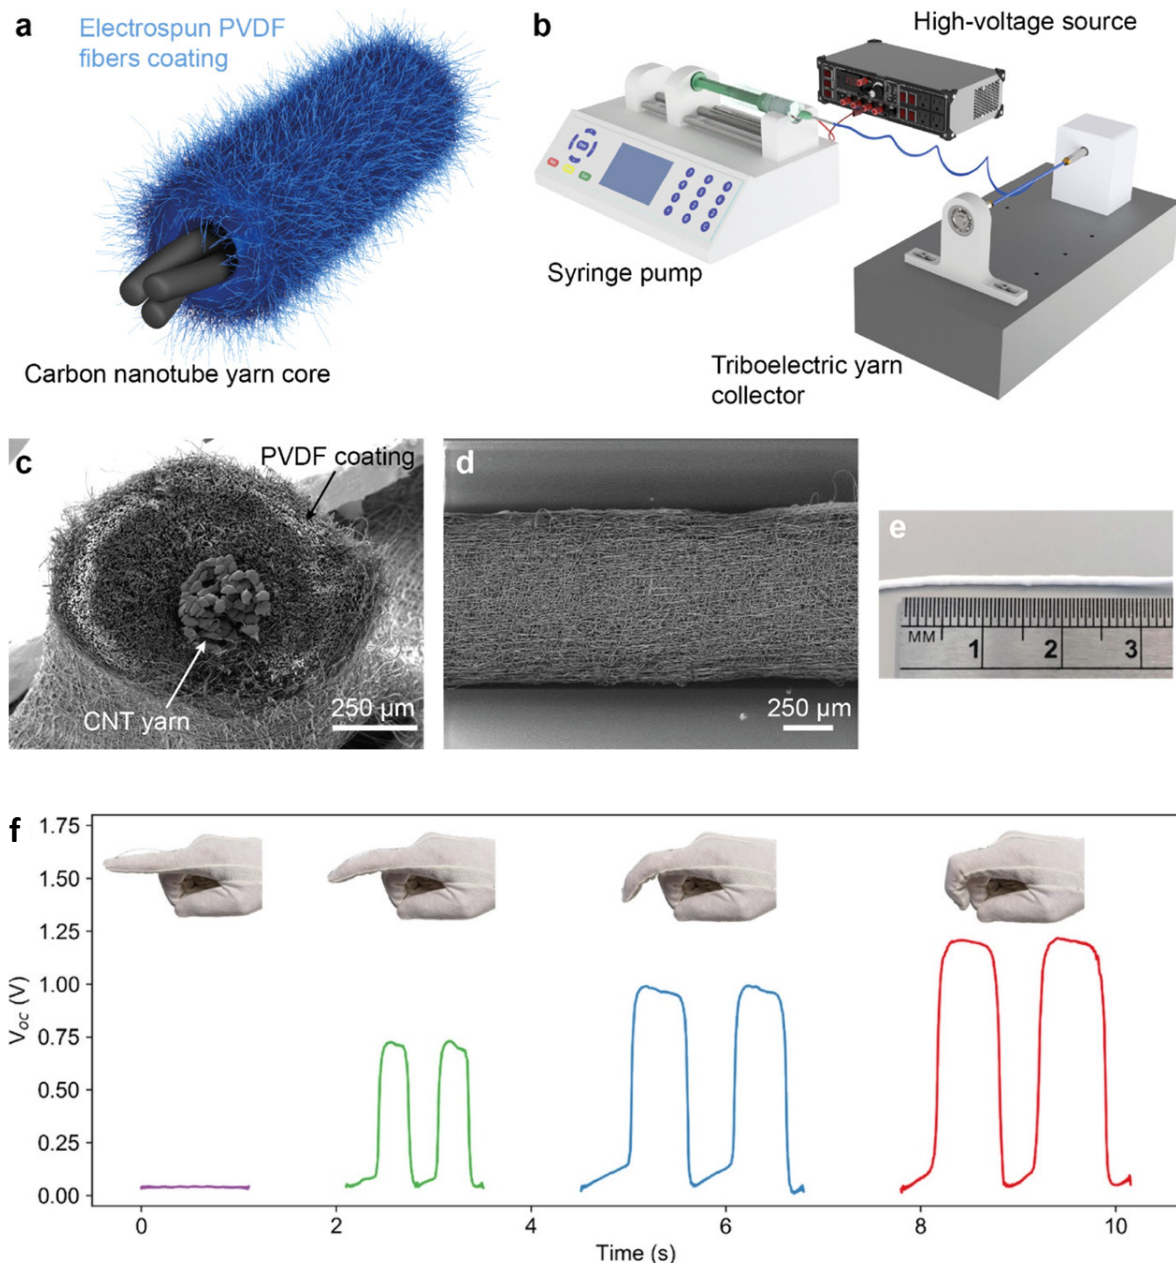 a
Electrospun PVDF
fibers coating
Carbon nanotube yarn core
b
High-voltage source
Syringe pump
Triboelectric yarn
collector
c
PVDF coating
CNT yarn
250 µm
d
250 µm
e
MM
1
2
3
f
1.75
1.50
1.25
1.00
0.75
0.50
0.25
0.00
Voc (V)
0
2
4
6
8
10
Time (s)